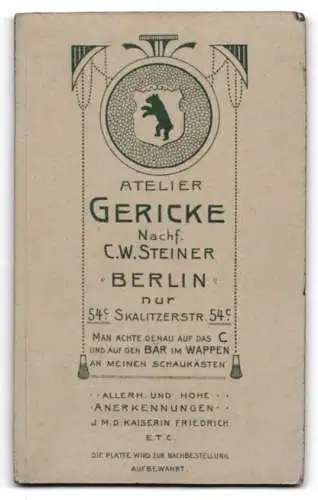 ATELIER
GERICKE
Nachf.
C.W. STEINER
· BERLIN ·
nur
54c SKALITZERSTR. 54c
MAN ACHTE GENAU AUF DAS C
UND AUF DEN BÄR IM WAPPEN
AN MEINEN SCHAUKÄSTEN
· · ALLERH. UND HOHE · ·
ANERKENNUNGEN ·
J.M.D. KAISERIN FRIEDRICH
ETC.
DIE PLATTE WIRD ZUR NACHBESTELLUNG
AUFBEWAHRT.